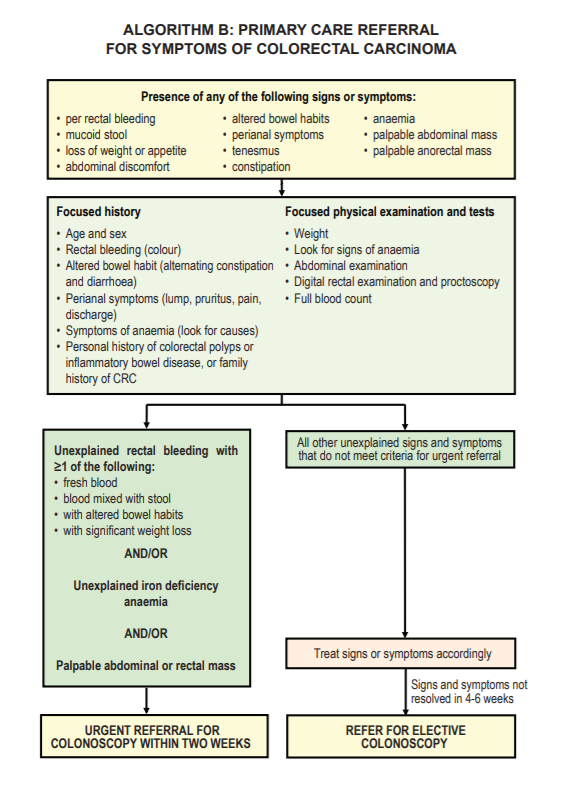 ALGORITHM B: PRIMARY CARE REFERRAL
FOR SYMPTOMS OF COLORECTAL CARCINOMA
Presence of any of the following signs or symptoms:
• per rectal bleeding
• mucoid stool
• loss of weight or appetite
• abdominal discomfort
• altered bowel habits
• perianal symptoms
• tenesmus
• constipation
• anaemia
• palpable abdominal mass
• palpable anorectal mass
Focused history
• Age and sex
• Rectal bleeding (colour)
• Altered bowel habit (alternating constipation
and diarrhoea)
• Perianal symptoms (lump, pruritus, pain,
discharge)
• Symptoms of anaemia (look for causes)
• Personal history of colorectal polyps or
inflammatory bowel disease, or family
history of CRC
Focused physical examination and tests
• Weight
• Look for signs of anaemia
• Abdominal examination
• Digital rectal examination and proctoscopy
• Full blood count
Unexplained rectal bleeding with
≥1 of the following:
• fresh blood
• blood mixed with stool
• with altered bowel habits
• with significant weight loss
AND/OR
Unexplained iron deficiency
anaemia
AND/OR
Palpable abdominal or rectal mass
URGENT REFERRAL FOR
COLONOSCOPY WITHIN TWO WEEKS
All other unexplained signs and symptoms
that do not meet criteria for urgent referral
Treat signs or symptoms accordingly
Signs and symptoms not
resolved in 4-6 weeks
REFER FOR ELECTIVE
COLONOSCOPY